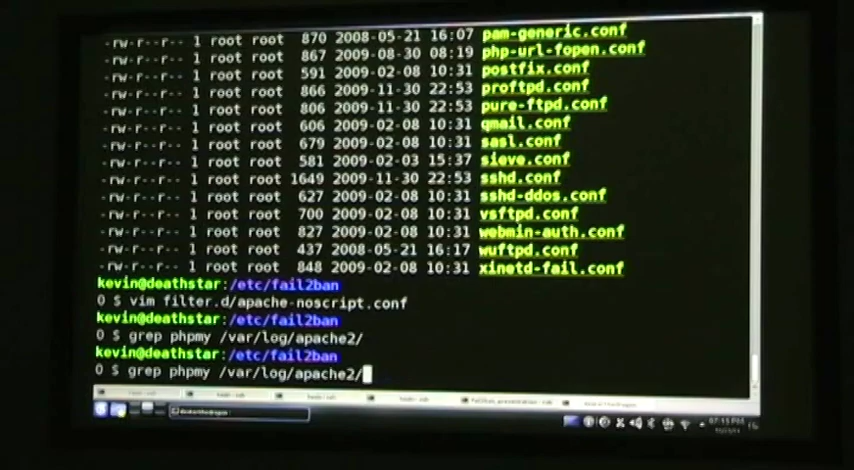 -rw-r--r-- 1 root root 870 2008-05-21 16:07 pam-generic.conf
-rw-r--r-- 1 root root 867 2009-08-30 08:19 php-url-fopen.conf
-rw-r--r-- 1 root root 591 2009-02-08 10:31 postfix.conf
-rw-r--r-- 1 root root 866 2009-11-30 22:53 proftpd.conf
-rw-r--r-- 1 root root 806 2009-11-30 22:53 pure-ftpd.conf
-rw-r--r-- 1 root root 606 2009-02-08 10:31 qmail.conf
-rw-r--r-- 1 root root 679 2009-02-08 10:31 sasl.conf
-rw-r--r-- 1 root root 581 2009-02-03 15:37 sieve.conf
-rw-r--r-- 1 root root 1649 2009-11-30 22:53 sshd.conf
-rw-r--r-- 1 root root 627 2009-02-08 10:31 sshd-ddos.conf
-rw-r--r-- 1 root root 700 2009-02-08 10:31 vsftpd.conf
-rw-r--r-- 1 root root 827 2009-02-08 10:31 webmin-auth.conf
-rw-r--r-- 1 root root 437 2008-05-21 16:17 wuftpd.conf
-rw-r--r-- 1 root root 848 2009-02-08 10:31 xinetd-fail.conf
kevin@deathstar:/etc/fail2ban
0 $ vim filter.d/apache-noscript.conf
kevin@deathstar:/etc/fail2ban
0 $ grep phpmy /var/log/apache2/
kevin@deathstar:/etc/fail2ban
0 $ grep phpmy /var/log/apache2/
07:15 PM